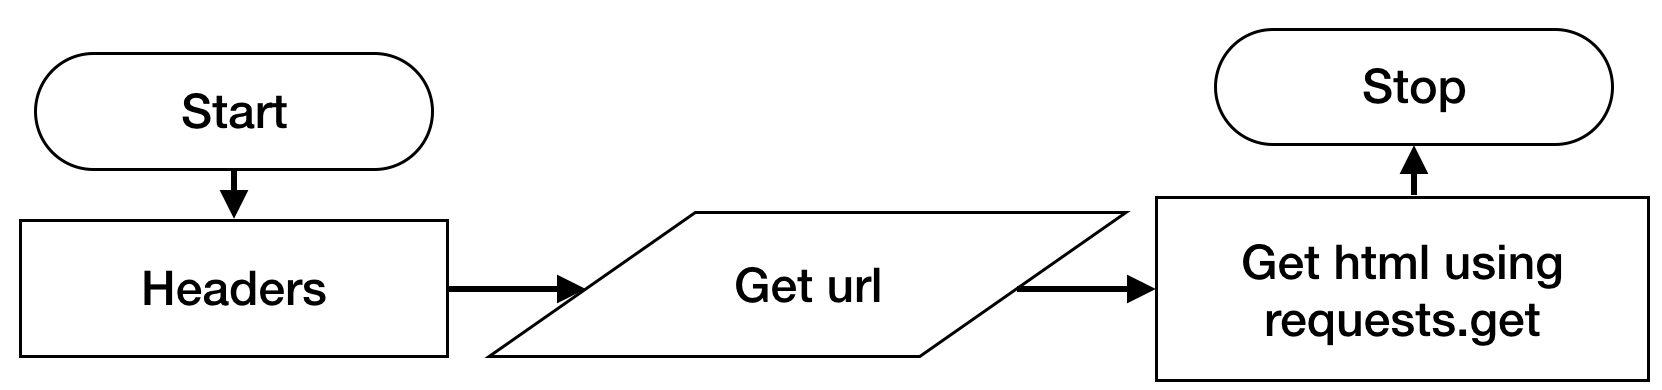 Start
Headers
Get url
Get html using
requests.get
Stop